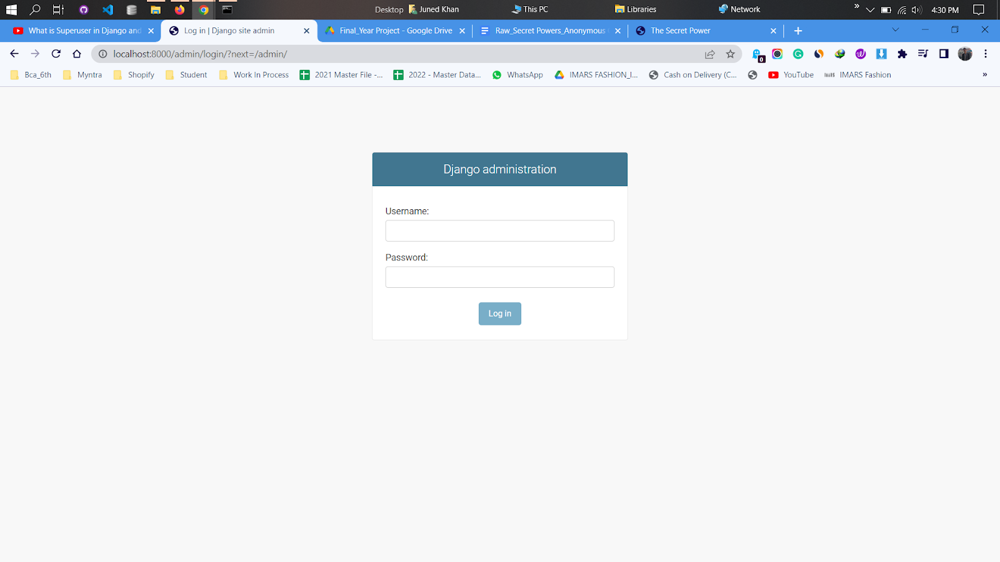 Desktop Juned Khan This PC Libraries Network » 4:30 PM
What is Superuser in Django and Log in | Django site admin Final_Year Project - Google Drive Raw_Secret Powers_Anonymous The Secret Power
localhost:8000/admin/login/?next=/admin/ 0
Bca_6th Myntra Shopify Student Work In Process 2021 Master File -... 2022 - Master Data... WhatsApp IMARS FASHION_I... Cash on Delivery (C... YouTube IMARS Fashion »
Django administration
Username:
Password:
Log in